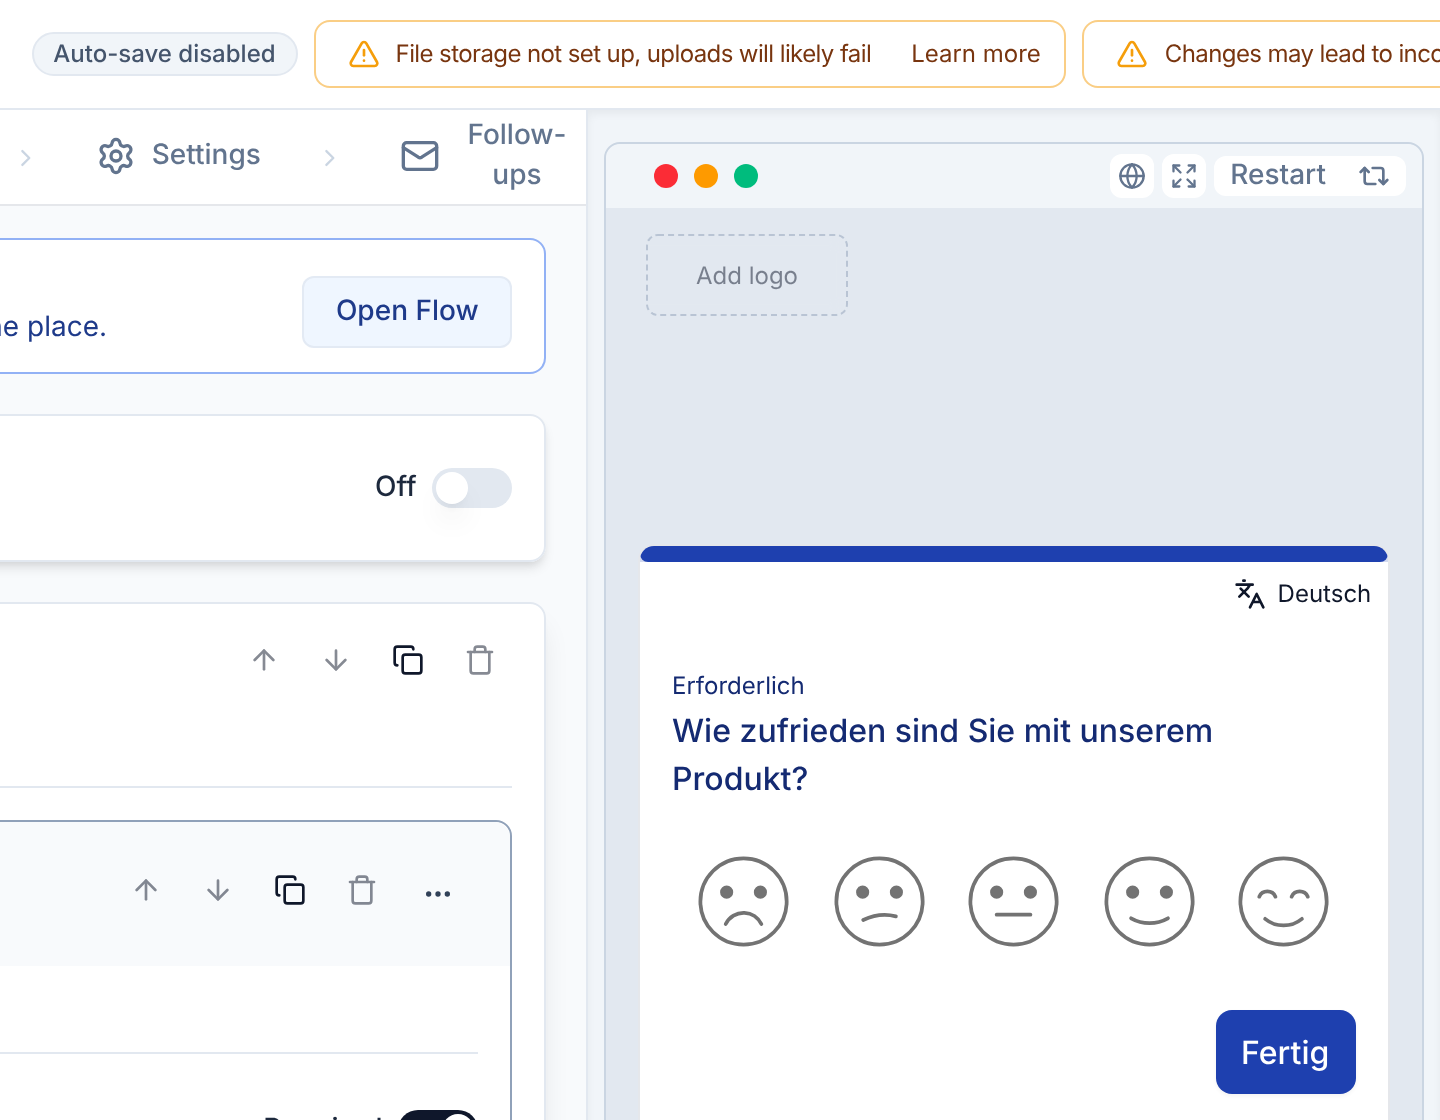 Auto-save disabled
File storage not set up, uploads will likely fail Learn more
Changes may lead to inco
Settings
Follow-
ups
Restart
Add logo
e place.
Open Flow
Off
Deutsch
Erforderlich
Wie zufrieden sind Sie mit unserem
Produkt?
Fertig